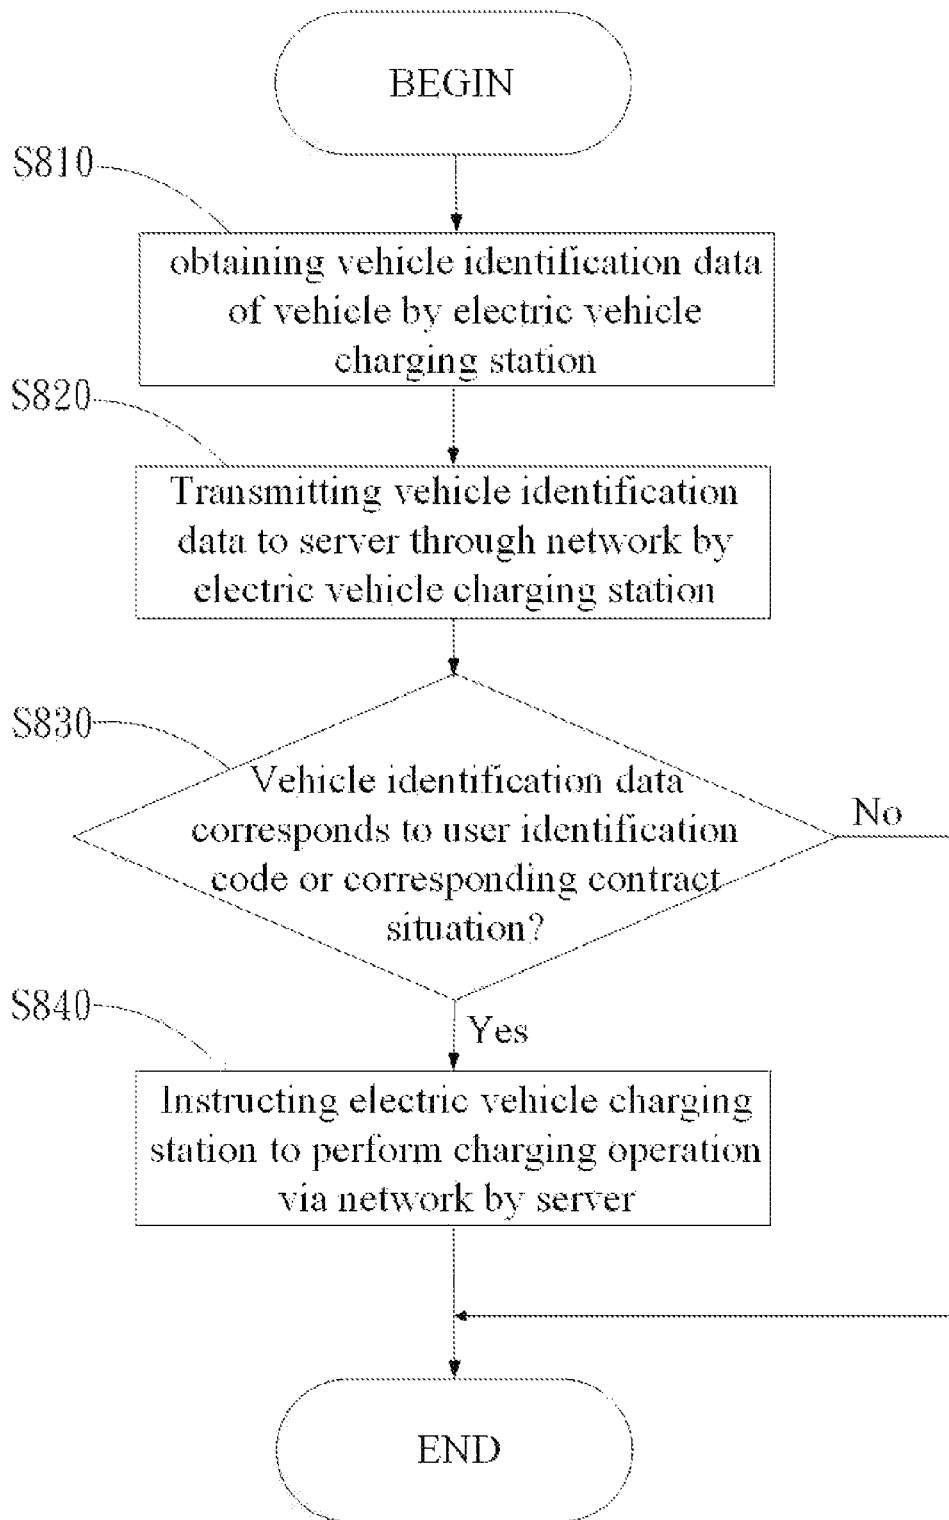 BEGIN
S810
obtaining vehicle identification data
of vehicle by electric vehicle
charging station
S820
Transmitting vehicle identification
data to server through network by
electric vehicle charging station
S830
Vehicle identification data
corresponds to user identification
code or corresponding contract
situation?
No
S840
Yes
Instructing electric vehicle charging
station to perform charging operation
via network by server
END